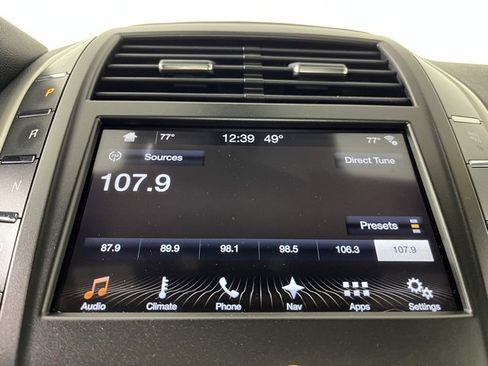 77° 12:39 49° 77°
P
Sources Direct Tune
R
107.9
N
Presets
87.9 89.9 98.1 98.5 106.3 107.9
Audio Climate Phone Nav Apps Settings